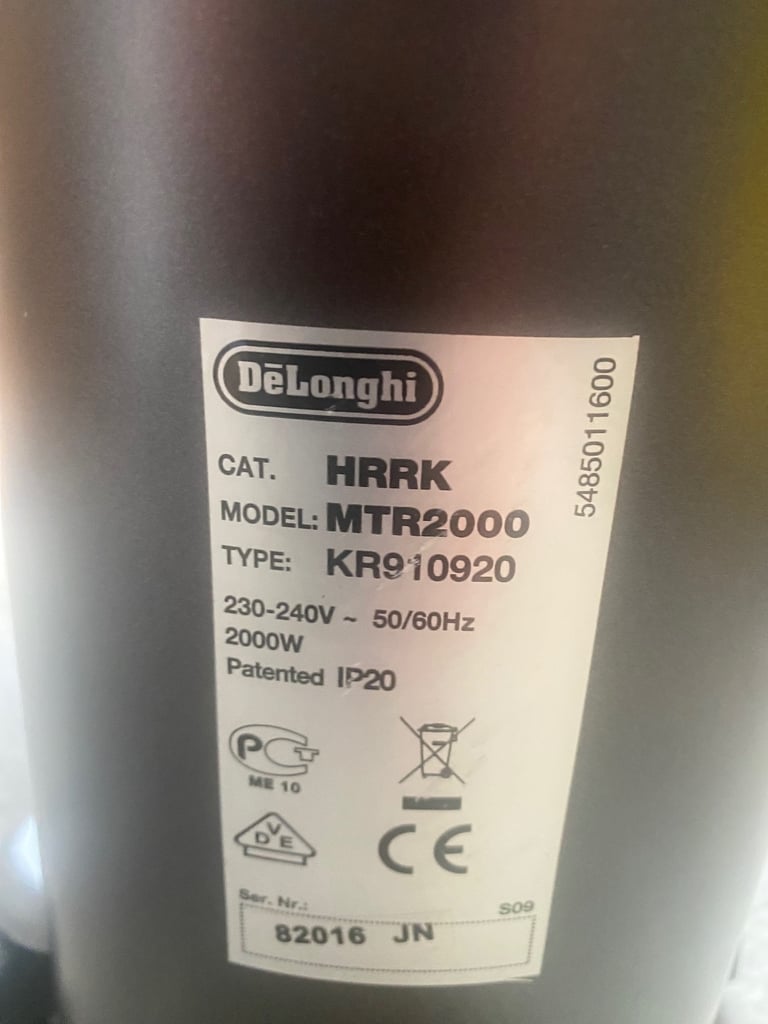 DēLonghi
CAT. HRRK
MODEL: MTR2000
TYPE: KR910920
230-240V ~ 50/60Hz
2000W
Patented IP20
5485011600
PCT
ME 10
VDE
CE
Ser. Nr.:
S09
82016 JN